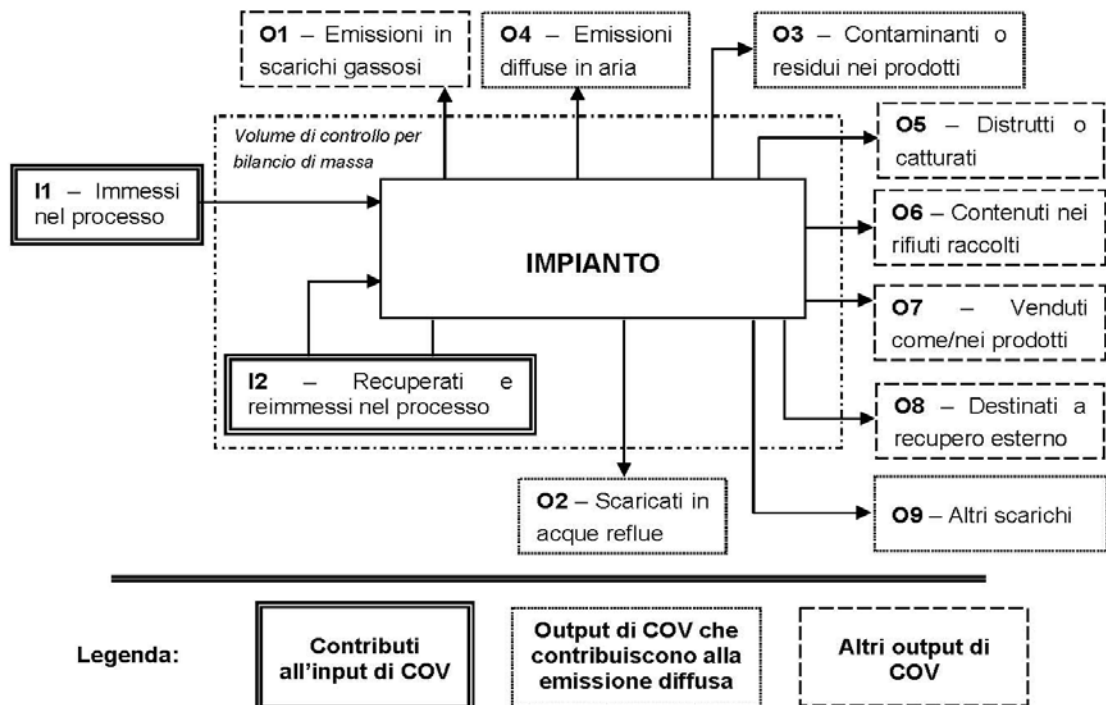 O1 – Emissioni in
scarichi gassosi
O4 – Emissioni
diffuse in aria
O3 – Contaminanti o
residui nei prodotti
Volume di controllo per
bilancio di massa
O5 – Distrutti o
catturati
I1 – Immessi
nel processo
O6 – Contenuti nei
rifiuti raccolti
IMPIANTO
O7 – Venduti
come/nei prodotti
I2 – Recuperati e
reimmessi nel processo
O8 – Destinati a
recupero esterno
O2 – Scaricati in
acque reflue
O9 – Altri scarichi
Legenda:
Contributi
all'input di COV
Output di COV che
contribuiscono alla
emissione diffusa
Altri output di
COV